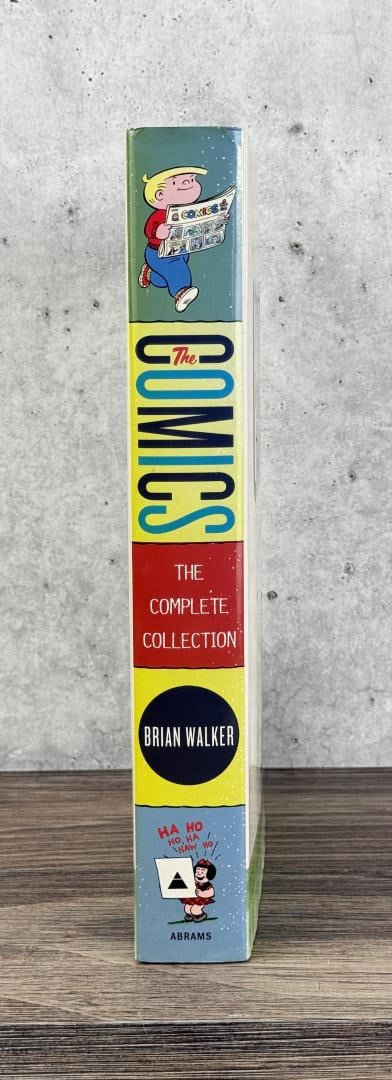 COMICS
The
COMICS
THE
COMPLETE
COLLECTION
BRIAN WALKER
HA HO
HO, HA
HAW HO
ABRAMS